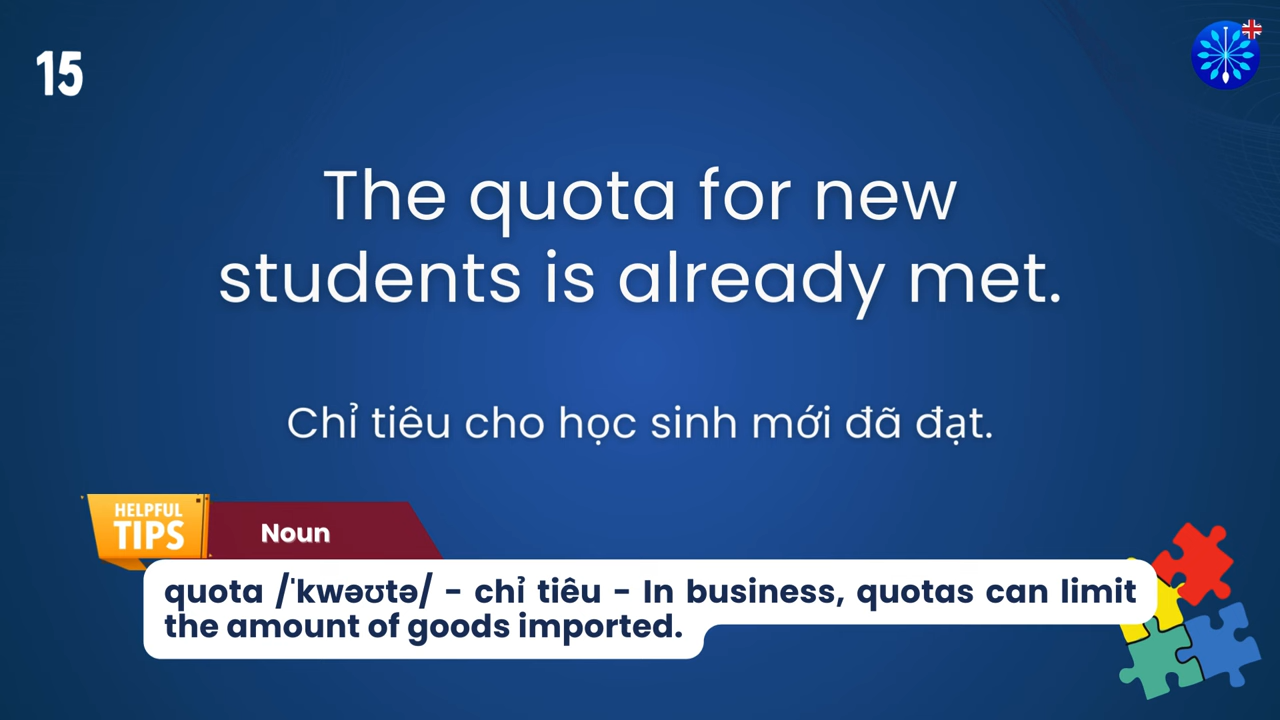 15
The quota for new
students is already met.
Chỉ tiêu cho học sinh mới đã đạt.
HELPFUL
TIPS
Noun
quota /ˈkwəʊtə/ - chỉ tiêu - In business, quotas can limit
the amount of goods imported.